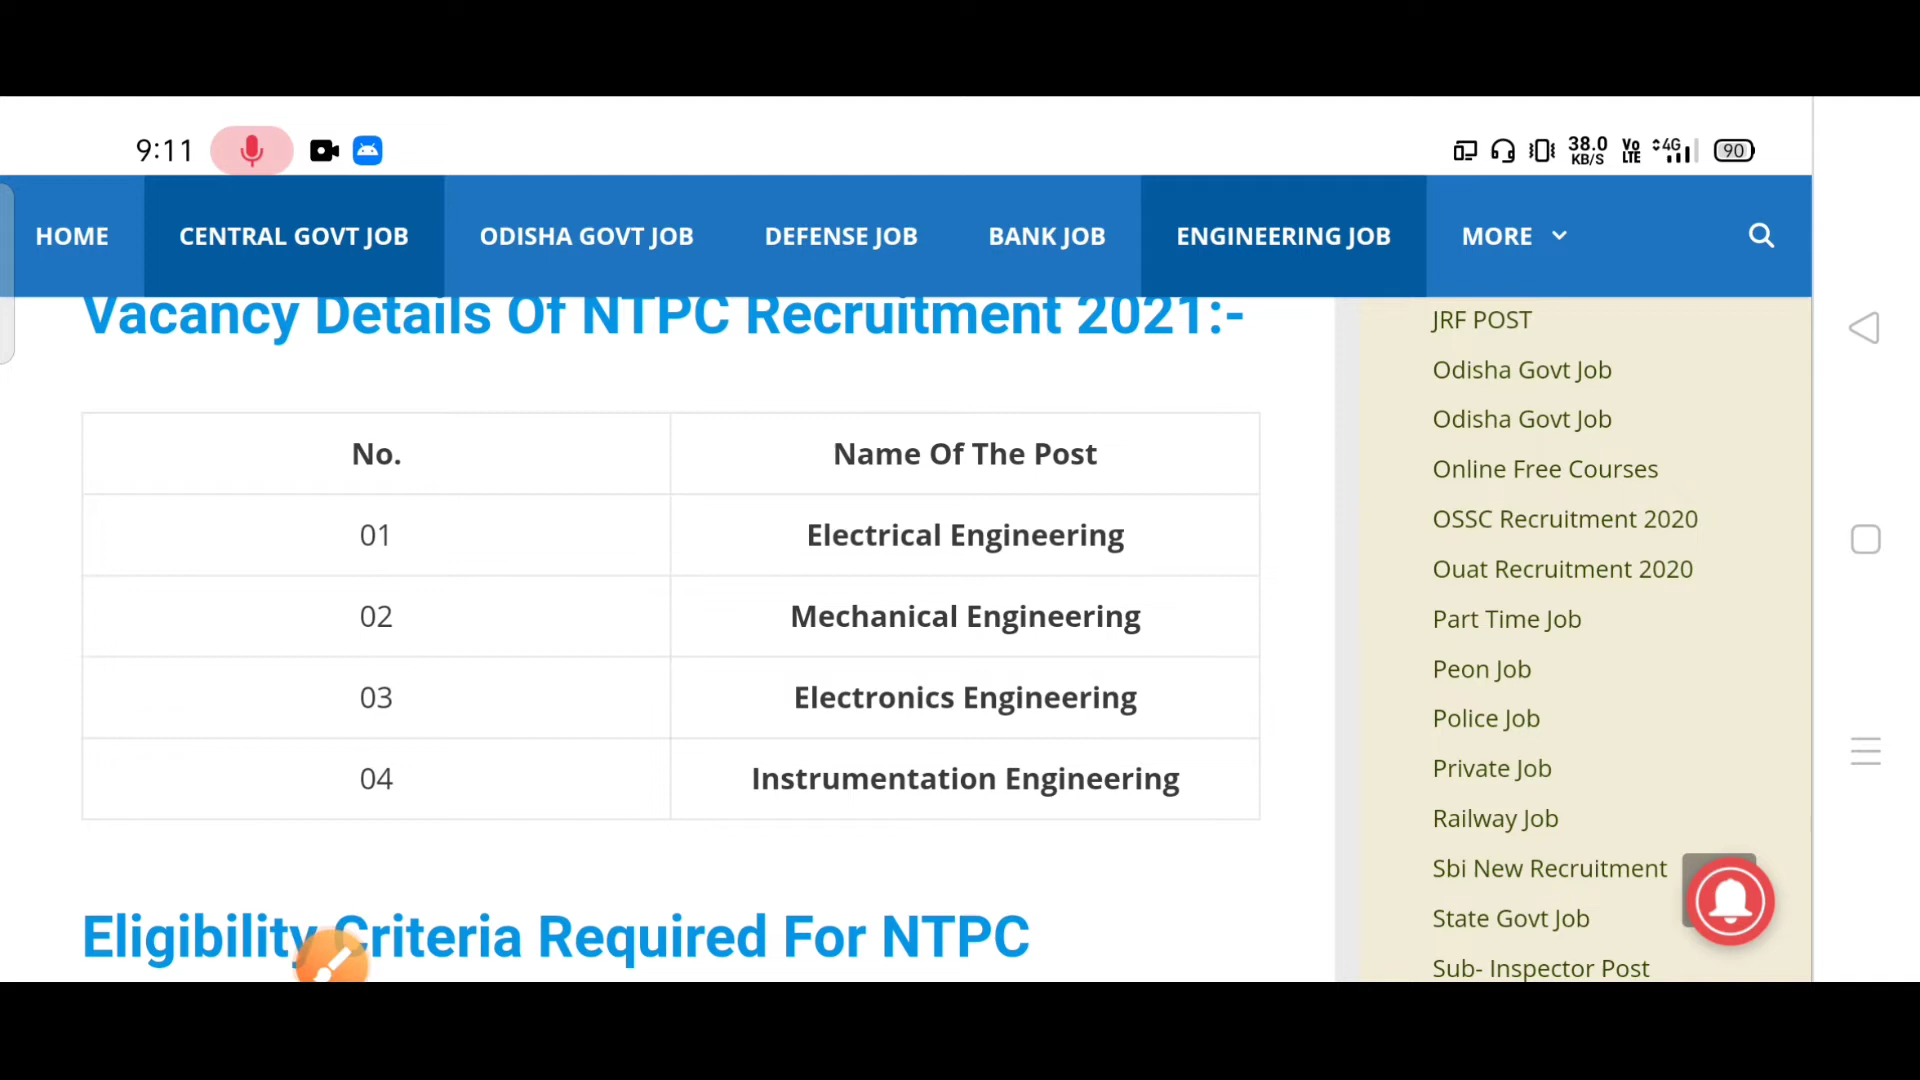 9:11
38.0
KB/S
Vo
LTE
4G
90
HOME
CENTRAL GOVT JOB
ODISHA GOVT JOB
DEFENSE JOB
BANK JOB
ENGINEERING JOB
MORE
Vacancy Details Of NTPC Recruitment 2021:-
No.
Name Of The Post
01
Electrical Engineering
02
Mechanical Engineering
03
Electronics Engineering
04
Instrumentation Engineering
Eligibility Criteria Required For NTPC
JRF POST
Odisha Govt Job
Odisha Govt Job
Online Free Courses
OSSC Recruitment 2020
Ouat Recruitment 2020
Part Time Job
Peon Job
Police Job
Private Job
Railway Job
Sbi New Recruitment
State Govt Job
Sub- Inspector Post